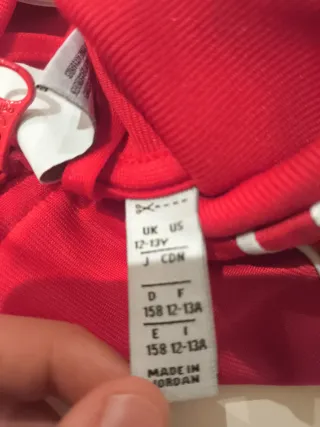 UK US
12-13Y
J CDN
D F
158 12-13A
E I
158 12-13A
MADE IN
JORDAN